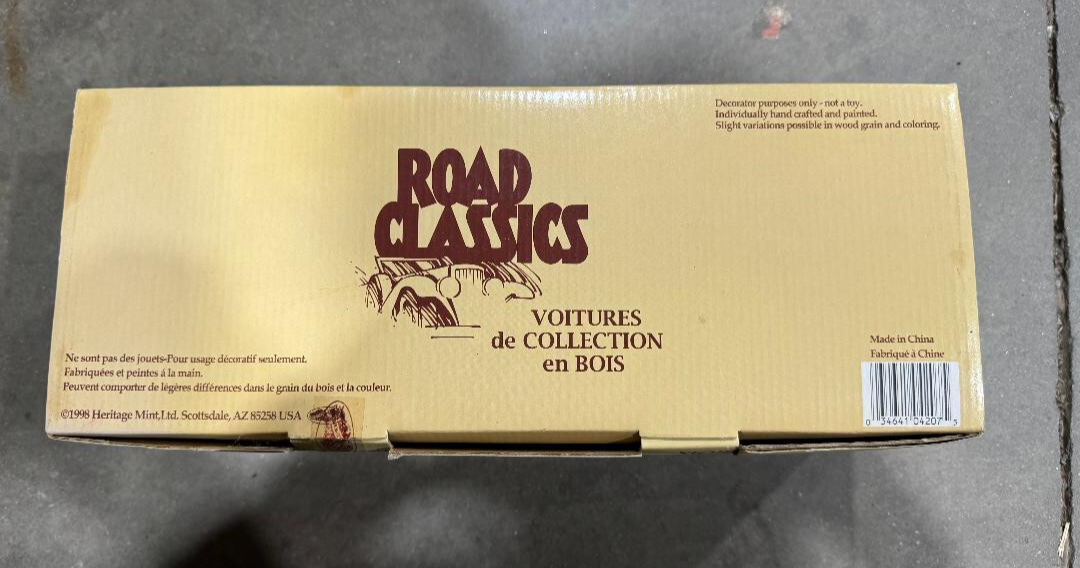 Decorator purposes only - not a toy.
Individually hand crafted and painted.
Slight variations possible in wood grain and coloring.
ROAD
CLASSICS
VOITURES
de COLLECTION
en BOIS
Ne sont pas des jouets-Pour usage décoratif seulement.
Fabriquées et peintes á la main.
Peuvent comporter de légères différences dans le grain du bois et la couleur.
©1998 Heritage Mint,Ltd. Scottsdale, AZ 85258 USA
Made in China
Fabriqué à Chine
0 34641 04207 5